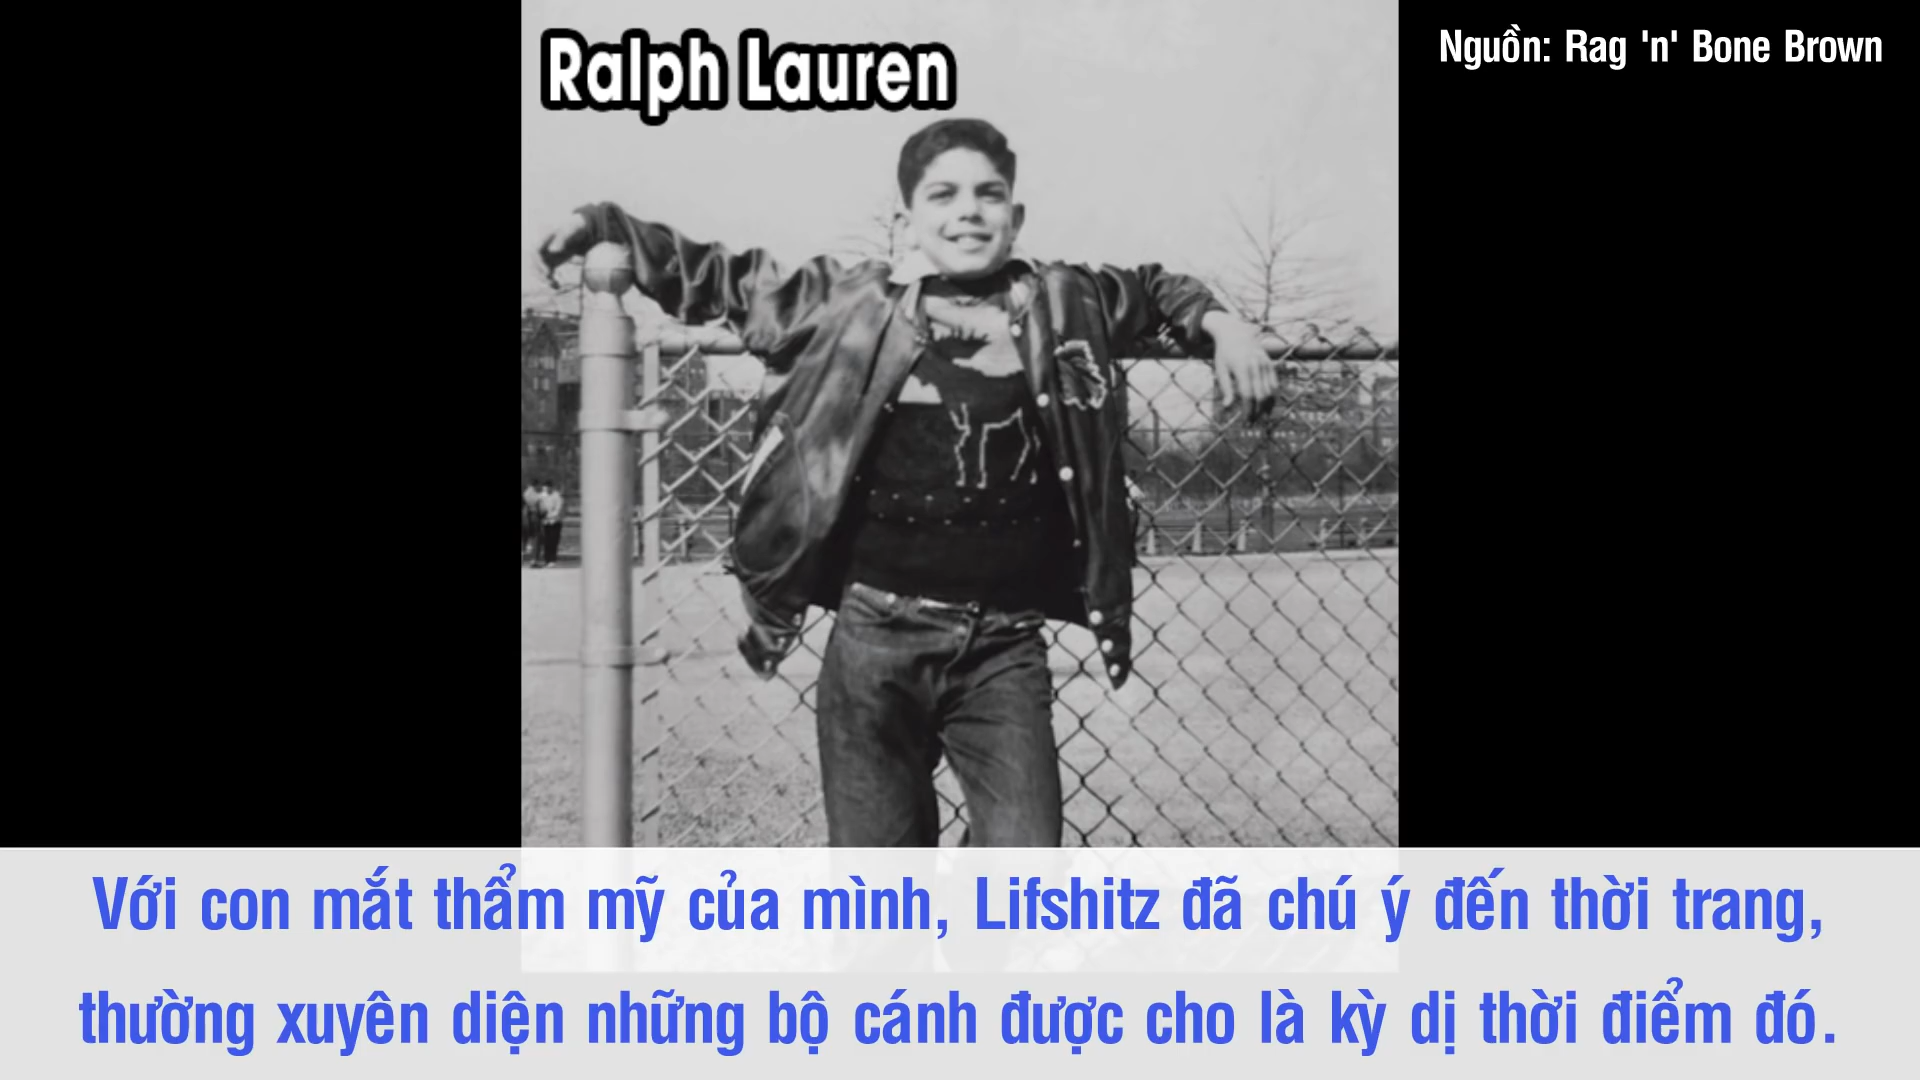 Ralph Lauren
Nguồn: Rag 'n' Bone Brown
Với con mắt thẩm mỹ của mình, Lifshitz đã chú ý đến thời trang,
thường xuyên diện những bộ cánh được cho là kỳ dị thời điểm đó.